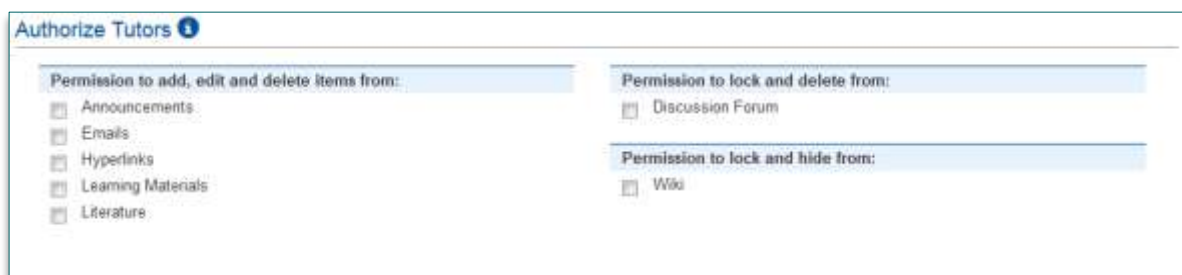 Authorize Tutors
Permission to add, edit and delete items from:
Announcements
Emails
Hyperlinks
Learning Materials
Literature
Permission to lock and delete from:
Discussion Forum
Permission to lock and hide from:
Wiki